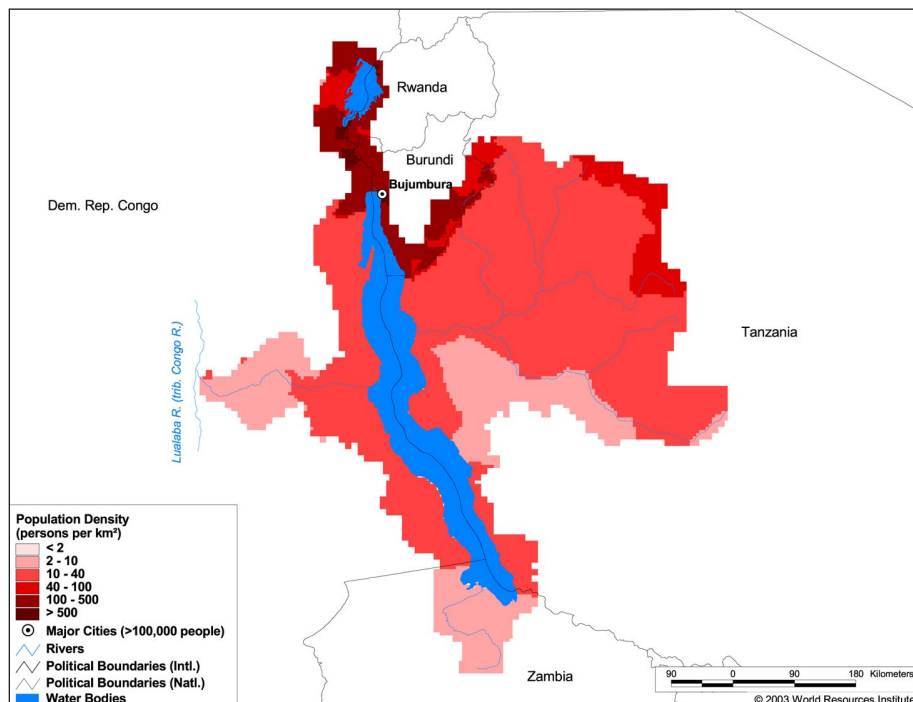 Rwanda
Burundi
Bujumbura
Dem. Rep. Congo
Tanzania
Lualaba R. (trib. Congo R.)
Population Density
(persons per km²)
< 2
2 - 10
10 - 40
40 - 100
100 - 500
> 500
Major Cities (>100,000 people)
Rivers
Political Boundaries (Intl.)
Political Boundaries (Natl.)
Water Bodies
Zambia
90 0 90 180 Kilometers
© 2003 World Resources Institute